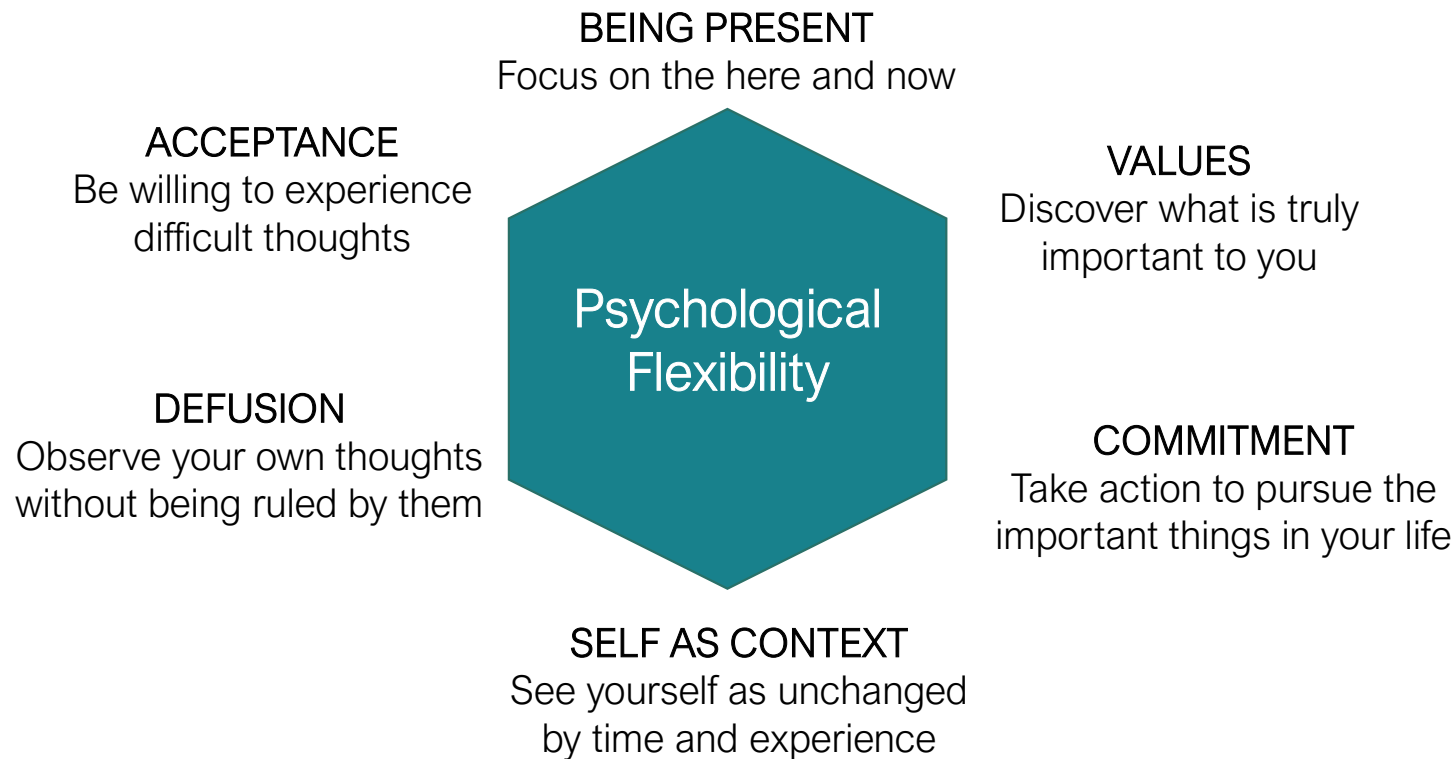 BEING PRESENT
Focus on the here and now
ACCEPTANCE
Be willing to experience
difficult thoughts
VALUES
Discover what is truly
important to you
Psychological
Flexibility
DEFUSION
Observe your own thoughts
without being ruled by them
COMMITMENT
Take action to pursue the
important things in your life
SELF AS CONTEXT
See yourself as unchanged
by time and experience